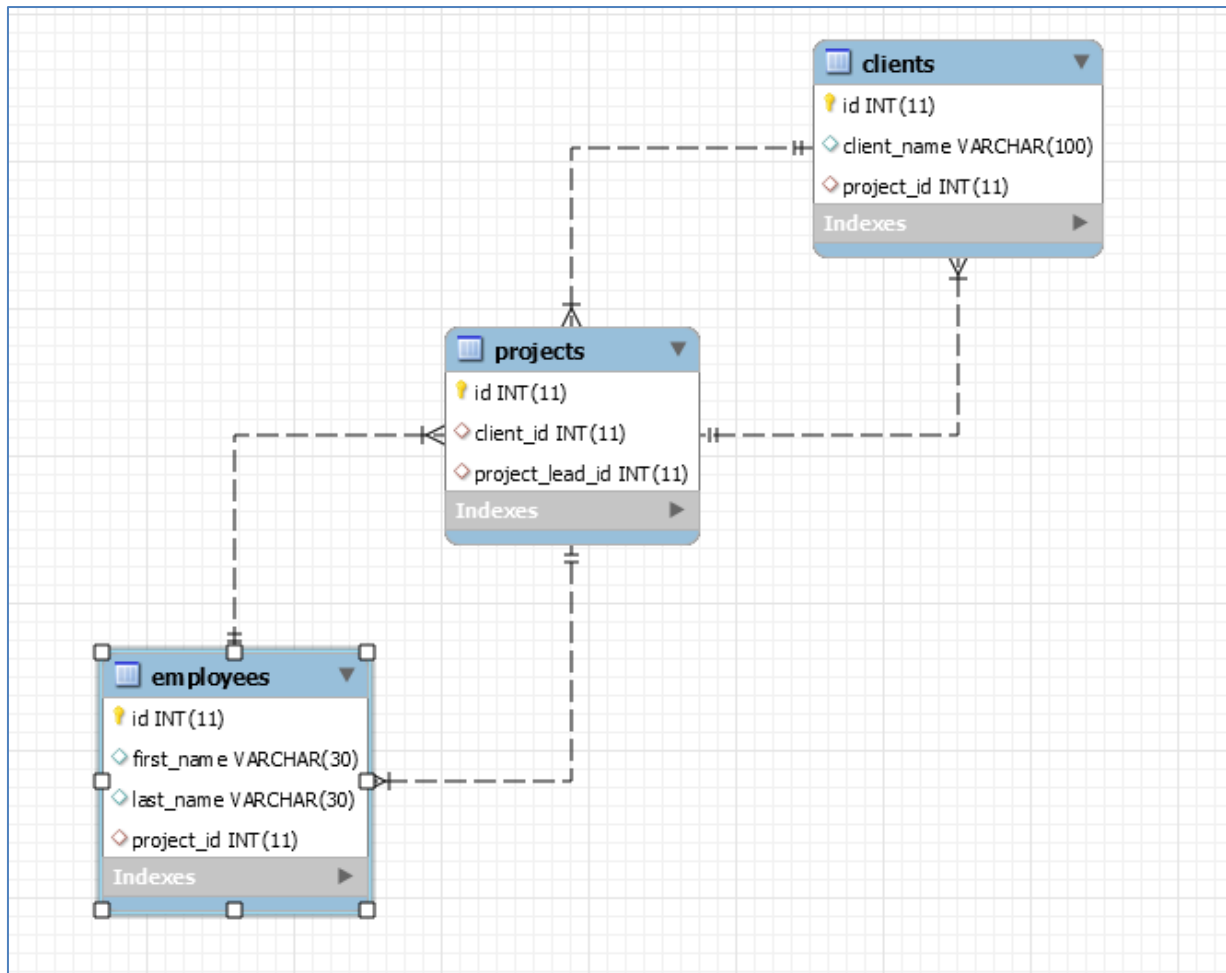 clients
id INT(11)
client_name VARCHAR(100)
project_id INT(11)
Indexes
projects
id INT(11)
client_id INT(11)
project_lead_id INT(11)
Indexes
employees
id INT(11)
first_name VARCHAR(30)
last_name VARCHAR(30)
project_id INT(11)
Indexes